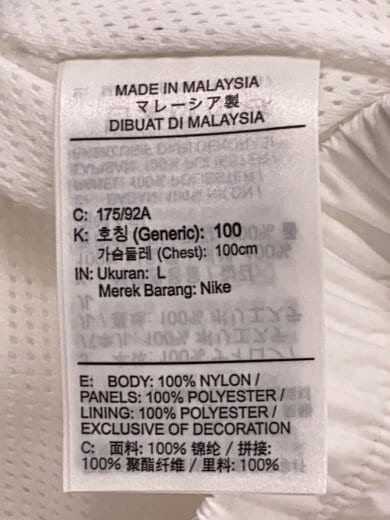 MADE IN MALAYSIA
マレーシア製
DIBUAT DI MALAYSIA
C: 175/92A
K: 호칭 (Generic): 100
가슴둘레 (Chest): 100cm
IN: Ukuran: L
Merek Barang: Nike
E: BODY: 100% NYLON /
PANELS: 100% POLYESTER /
LINING: 100% POLYESTER /
EXCLUSIVE OF DECORATION
C: 面料: 100% 锦纶 / 拼接:
100% 聚酯纤维 / 里料: 100%